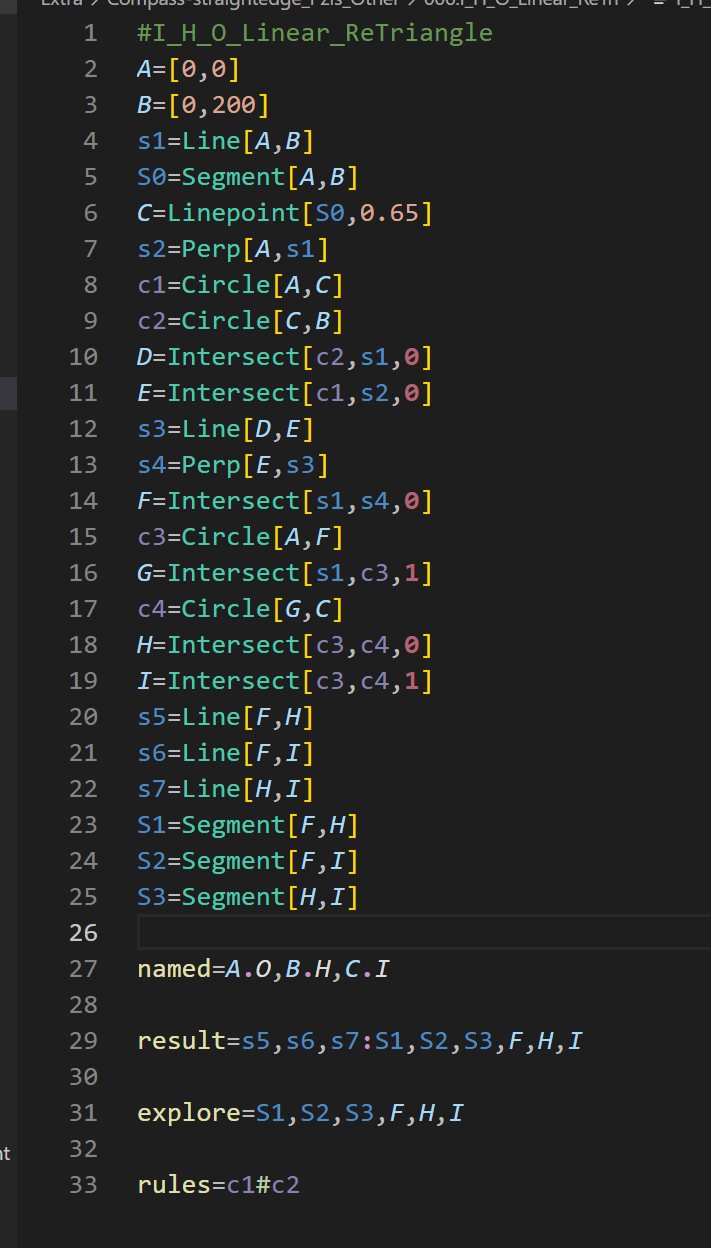 Extra > Compass-straightedge_Pzls_Other > 006.I_H_O_Linear_ReTri >
1 #I_H_O_Linear_ReTriangle
2 A=[0,0]
3 B=[0,200]
4 s1=Line[A,B]
5 S0=Segment[A,B]
6 C=Linepoint[S0,0.65]
7 s2=Perp[A,s1]
8 c1=Circle[A,C]
9 c2=Circle[C,B]
10 D=Intersect[c2,s1,0]
11 E=Intersect[c1,s2,0]
12 s3=Line[D,E]
13 s4=Perp[E,s3]
14 F=Intersect[s1,s4,0]
15 c3=Circle[A,F]
16 G=Intersect[s1,c3,1]
17 c4=Circle[G,C]
18 H=Intersect[c3,c4,0]
19 I=Intersect[c3,c4,1]
20 s5=Line[F,H]
21 s6=Line[F,I]
22 s7=Line[H,I]
23 S1=Segment[F,H]
24 S2=Segment[F,I]
25 S3=Segment[H,I]
26
27 named=A.O,B.H,C.I
28
29 result=s5,s6,s7:S1,S2,S3,F,H,I
30
31 explore=S1,S2,S3,F,H,I
32
33 rules=c1#c2
nt